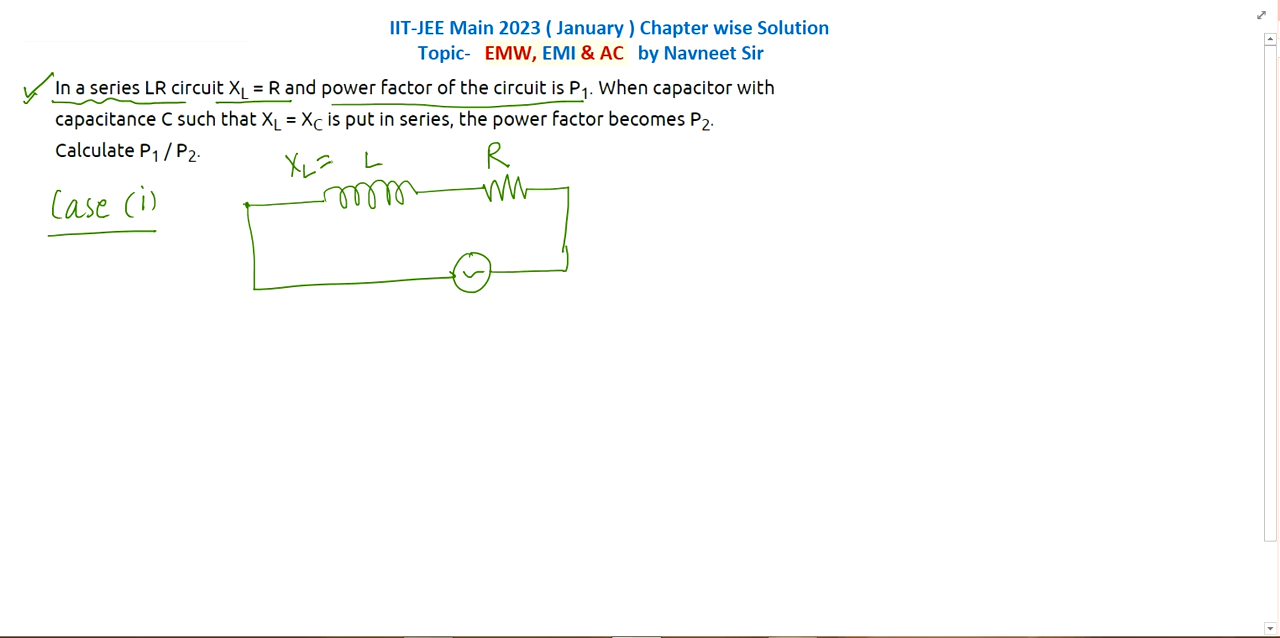 IIT-JEE Main 2023 ( January ) Chapter wise Solution
Topic- EMW, EMI & AC by Navneet Sir
In a series LR circuit X_L = R and power factor of the circuit is P_1. When capacitor with
capacitance C such that X_L = X_C is put in series, the power factor becomes P_2.
Calculate P_1 / P_2.
X_L = L R
Case (i)